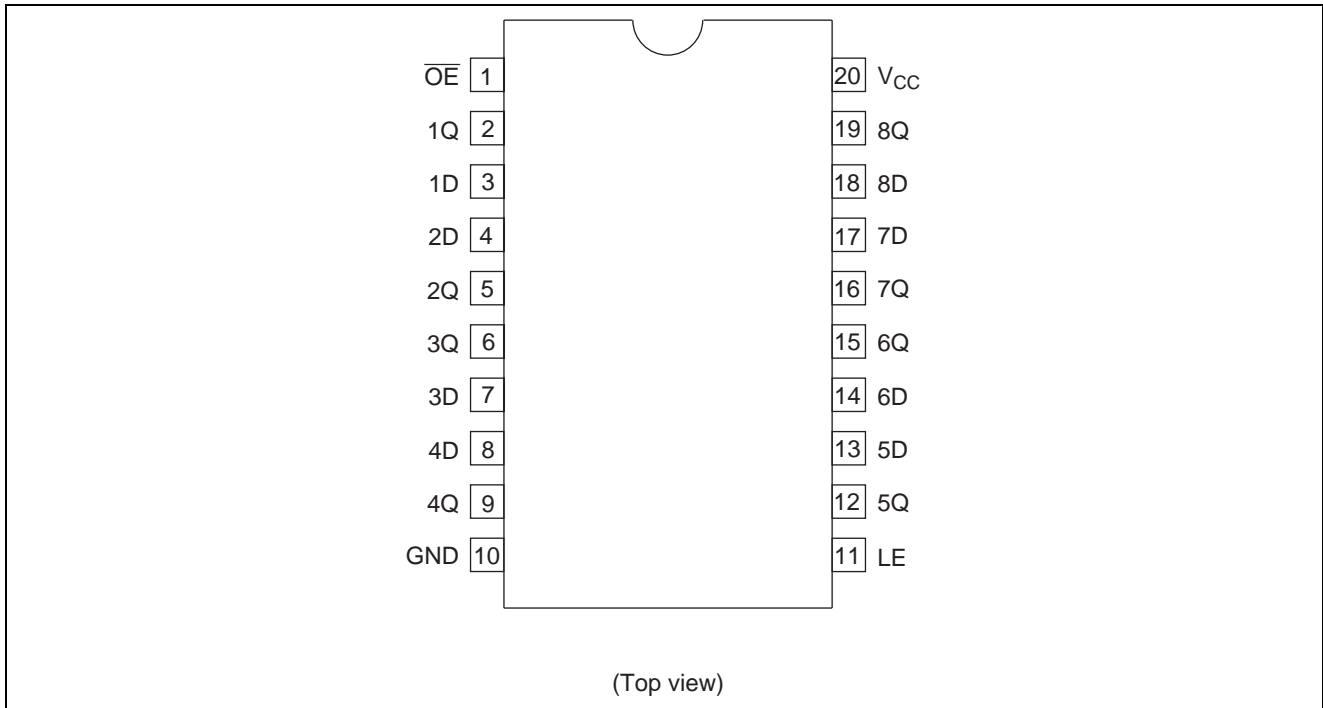 O̅E̅ 1 20 VCC
1Q 2 19 8Q
1D 3 18 8D
2D 4 17 7D
2Q 5 16 7Q
3Q 6 15 6Q
3D 7 14 6D
4D 8 13 5D
4Q 9 12 5Q
GND 10 11 LE
(Top view)